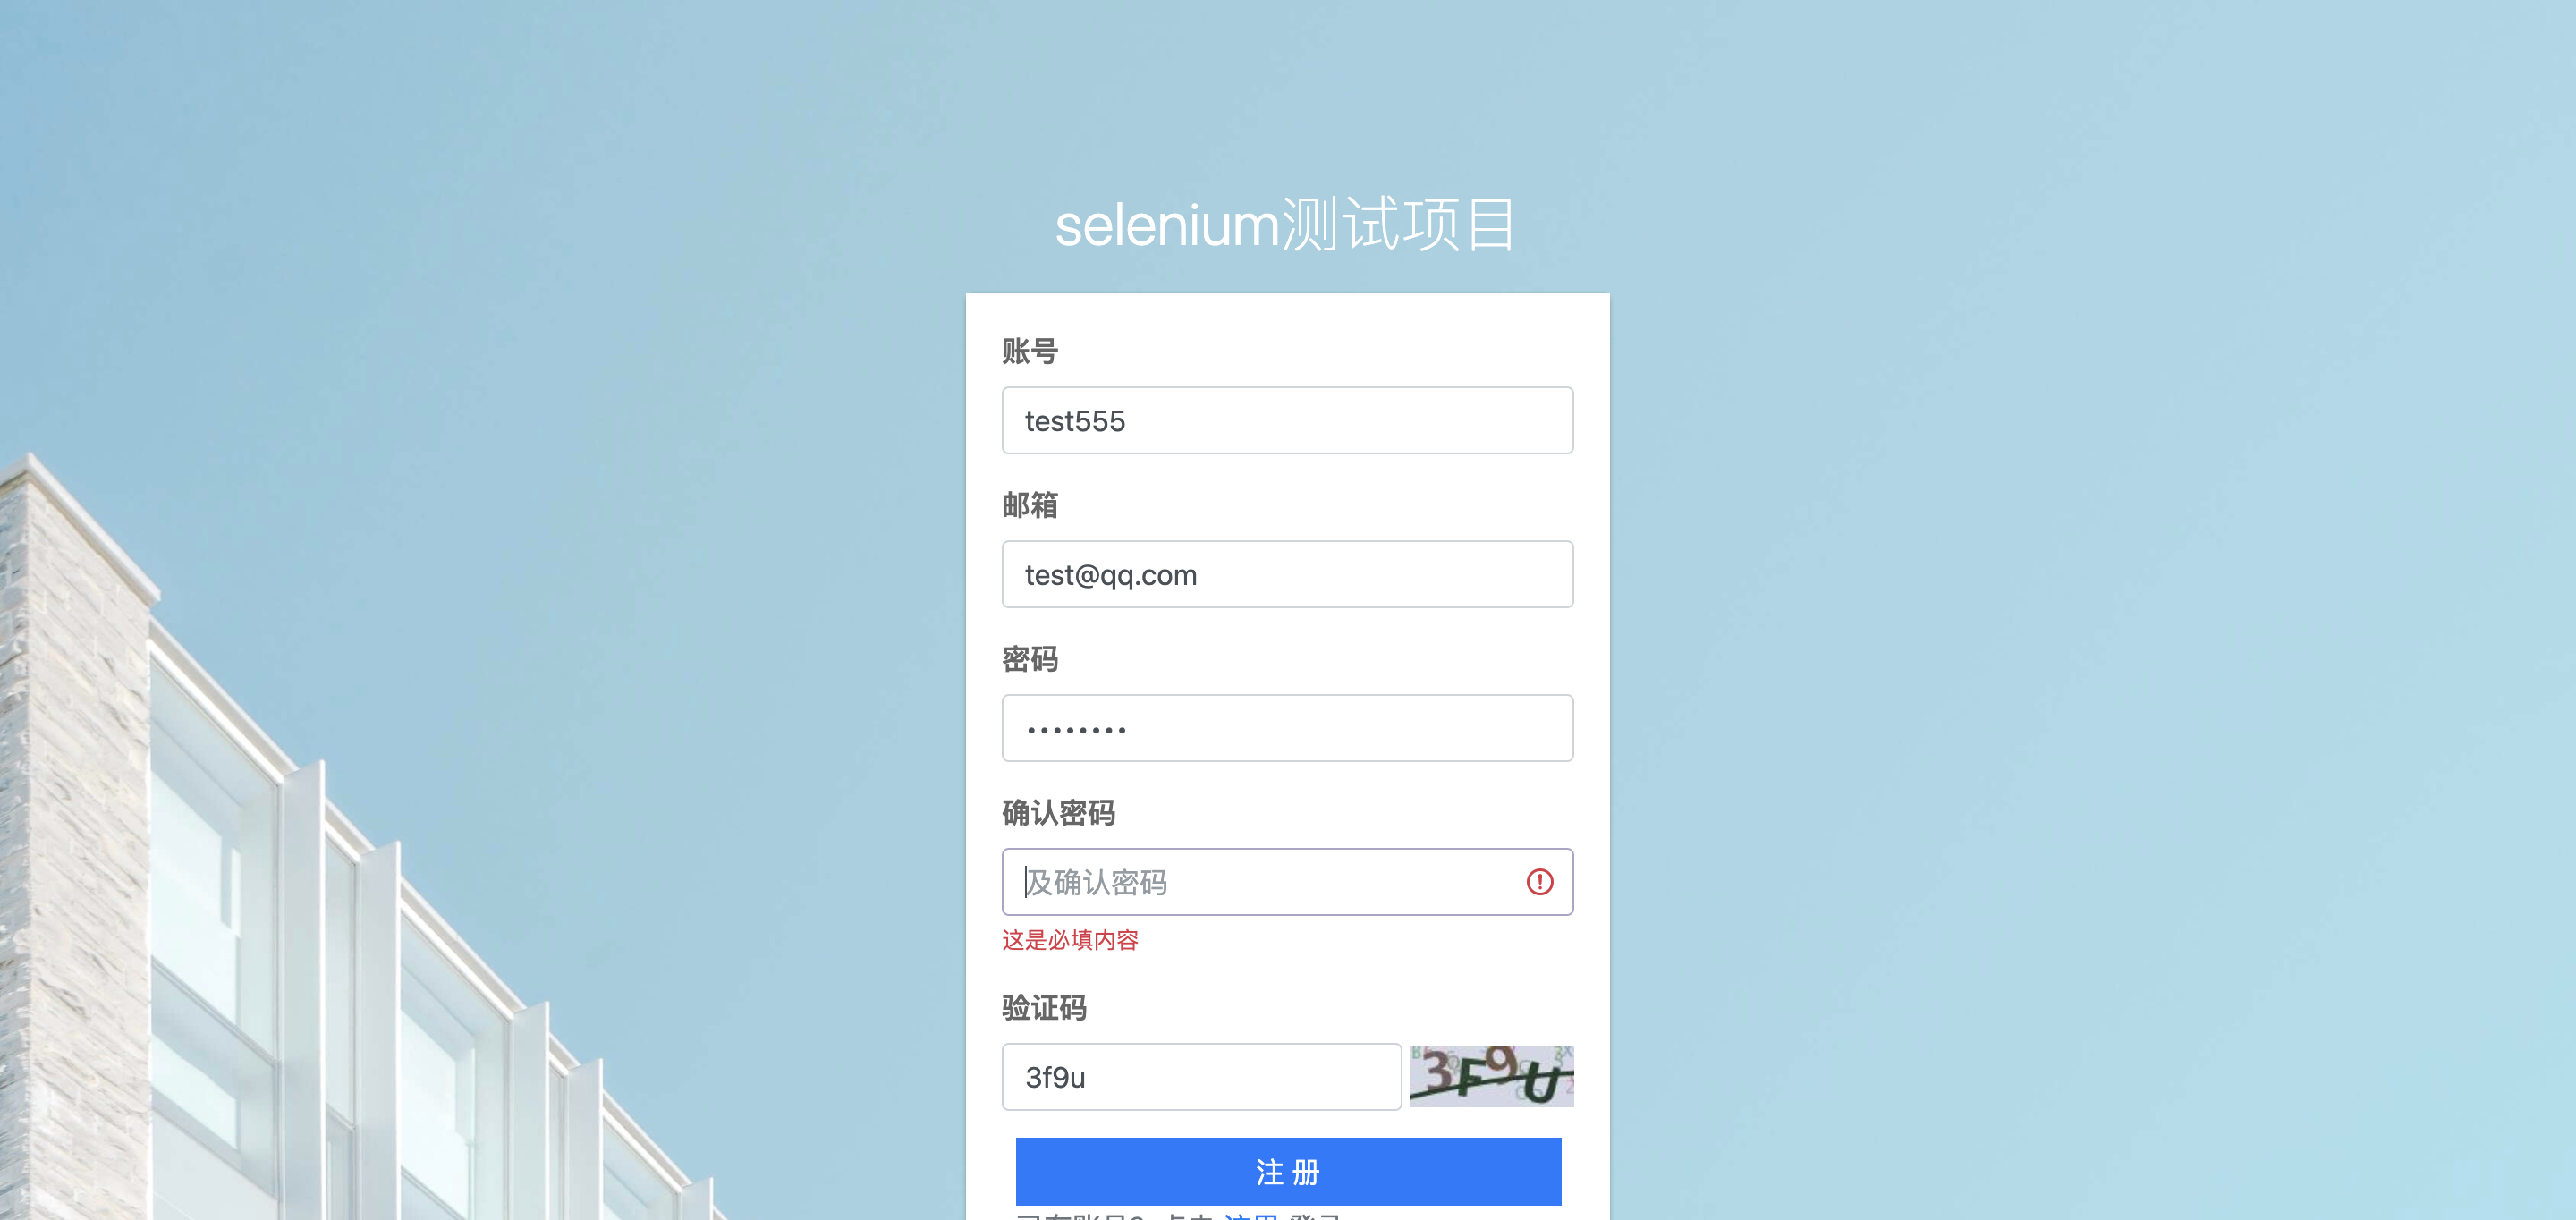 selenium测试项目
账号
test555
邮箱
test@qq.com
密码
••••••••
确认密码
及确认密码
这是必填内容
验证码
3f9u
3F9U
注 册